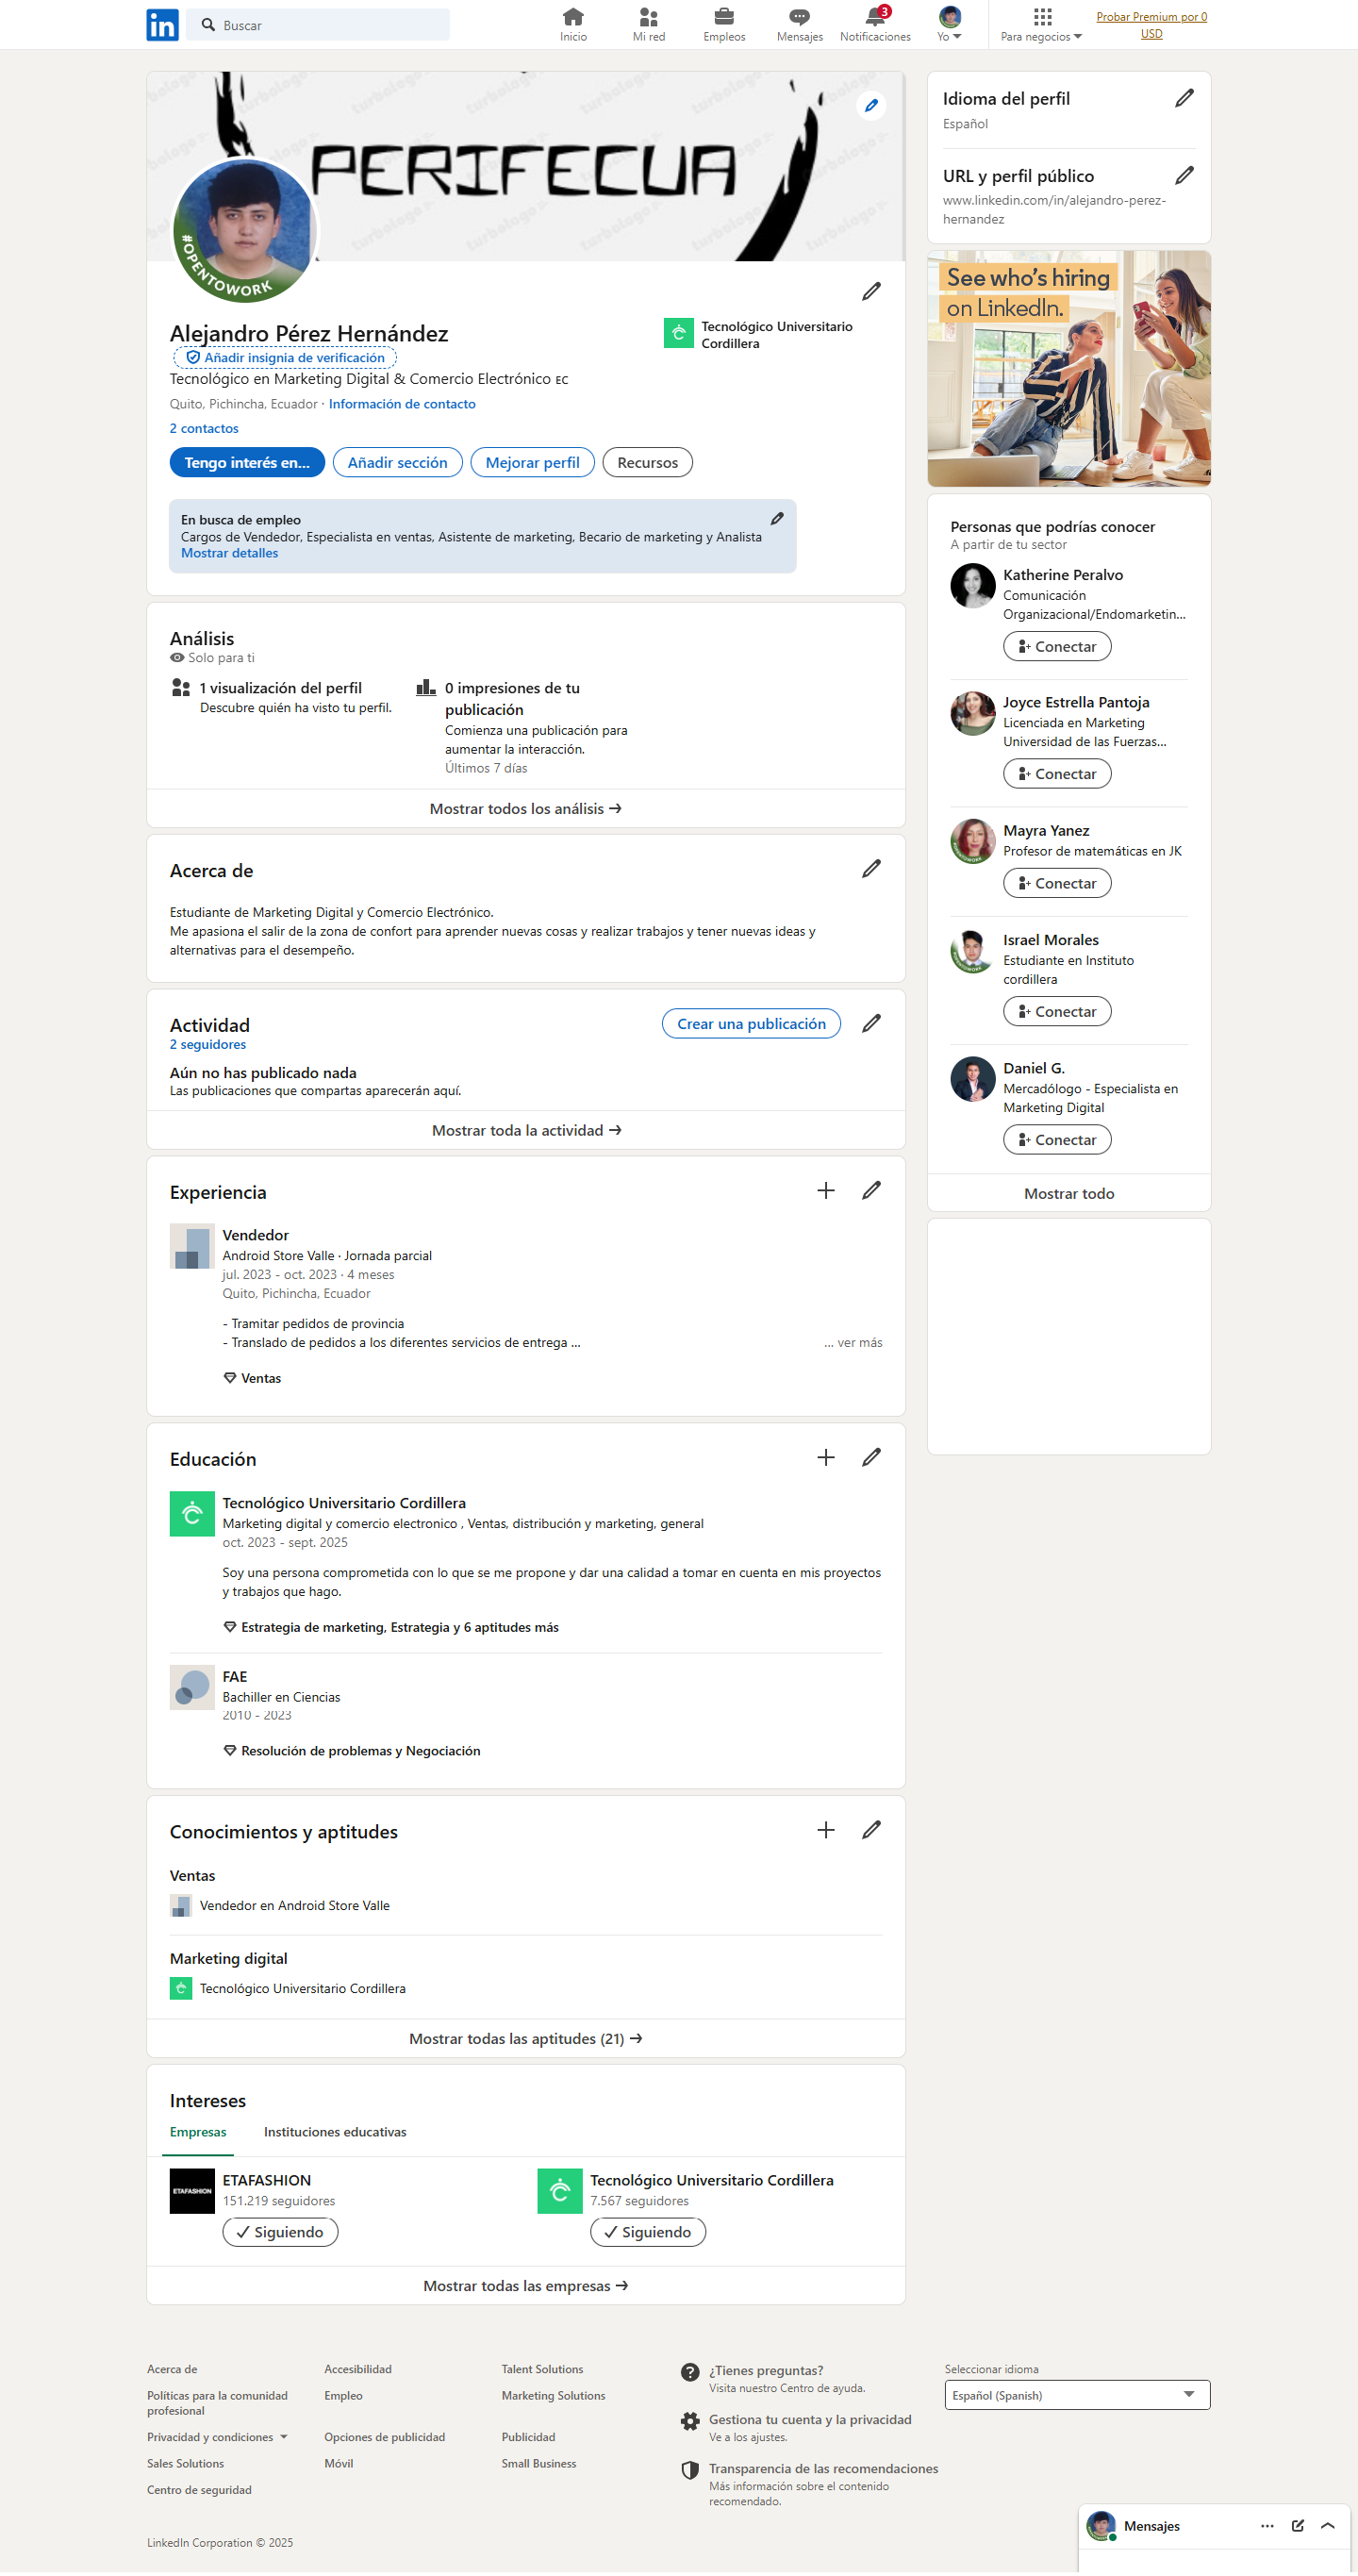 in
Buscar
Inicio
Mi red
Empleos
Mensajes
3
Notificaciones
Yo
Para negocios
Probar Premium por 0
USD
turbologo
turbologo
turbologo
turbologo
PERIFECUA
turbologo
turbologo
turbologo
turbologo
#OPENTOWORK
Alejandro Pérez Hernández
Añadir insignia de verificación
Tecnológico en Marketing Digital & Comercio Electrónico EC
Quito, Pichincha, Ecuador · Información de contacto
2 contactos
Tecnológico Universitario
Cordillera
Tengo interés en...
Añadir sección
Mejorar perfil
Recursos
En busca de empleo
Cargos de Vendedor, Especialista en ventas, Asistente de marketing, Becario de marketing y Analista
Mostrar detalles
Análisis
Solo para ti
1 visualización del perfil
Descubre quién ha visto tu perfil.
0 impresiones de tu
publicación
Comienza una publicación para
aumentar la interacción.
Últimos 7 días
Mostrar todos los análisis →
Acerca de
Estudiante de Marketing Digital y Comercio Electrónico.
Me apasiona el salir de la zona de confort para aprender nuevas cosas y realizar trabajos y tener nuevas ideas y
alternativas para el desempeño.
Actividad
2 seguidores
Crear una publicación
Aún no has publicado nada
Las publicaciones que compartas aparecerán aquí.
Mostrar toda la actividad →
Experiencia
Vendedor
Android Store Valle · Jornada parcial
jul. 2023 - oct. 2023 · 4 meses
Quito, Pichincha, Ecuador
- Tramitar pedidos de provincia
- Translado de pedidos a los diferentes servicios de entrega ...
... ver más
Ventas
Educación
Tecnológico Universitario Cordillera
Marketing digital y comercio electronico , Ventas, distribución y marketing, general
oct. 2023 - sept. 2025
Soy una persona comprometida con lo que se me propone y dar una calidad a tomar en cuenta en mis proyectos
y trabajos que hago.
Estrategia de marketing, Estrategia y 6 aptitudes más
FAE
Bachiller en Ciencias
2010 - 2023
Resolución de problemas y Negociación
Conocimientos y aptitudes
Ventas
Vendedor en Android Store Valle
Marketing digital
Tecnológico Universitario Cordillera
Mostrar todas las aptitudes (21) →
Intereses
Empresas
Instituciones educativas
ETAFASHION
ETAFASHION
151.219 seguidores
Siguiendo
Tecnológico Universitario Cordillera
7.567 seguidores
Siguiendo
Mostrar todas las empresas →
Idioma del perfil
Español
URL y perfil público
www.linkedin.com/in/alejandro-perez-
hernandez
See who's hiring
on LinkedIn.
Personas que podrías conocer
A partir de tu sector
Katherine Peralvo
Comunicación
Organizacional/Endomarketin...
Conectar
Joyce Estrella Pantoja
Licenciada en Marketing
Universidad de las Fuerzas...
Conectar
#OPENTOWORK
Mayra Yanez
Profesor de matemáticas en JK
Conectar
#OPENTOWORK
Israel Morales
Estudiante en Instituto
cordillera
Conectar
Daniel G.
Mercadólogo - Especialista en
Marketing Digital
Conectar
Mostrar todo
Acerca de
Accesibilidad
Talent Solutions
Políticas para la comunidad
profesional
Empleo
Marketing Solutions
Privacidad y condiciones
Opciones de publicidad
Publicidad
Sales Solutions
Móvil
Small Business
Centro de seguridad
¿Tienes preguntas?
Visita nuestro Centro de ayuda.
Gestiona tu cuenta y la privacidad
Ve a los ajustes.
Transparencia de las recomendaciones
Más información sobre el contenido
recomendado.
Seleccionar idioma
Español (Spanish)
LinkedIn Corporation © 2025
Mensajes